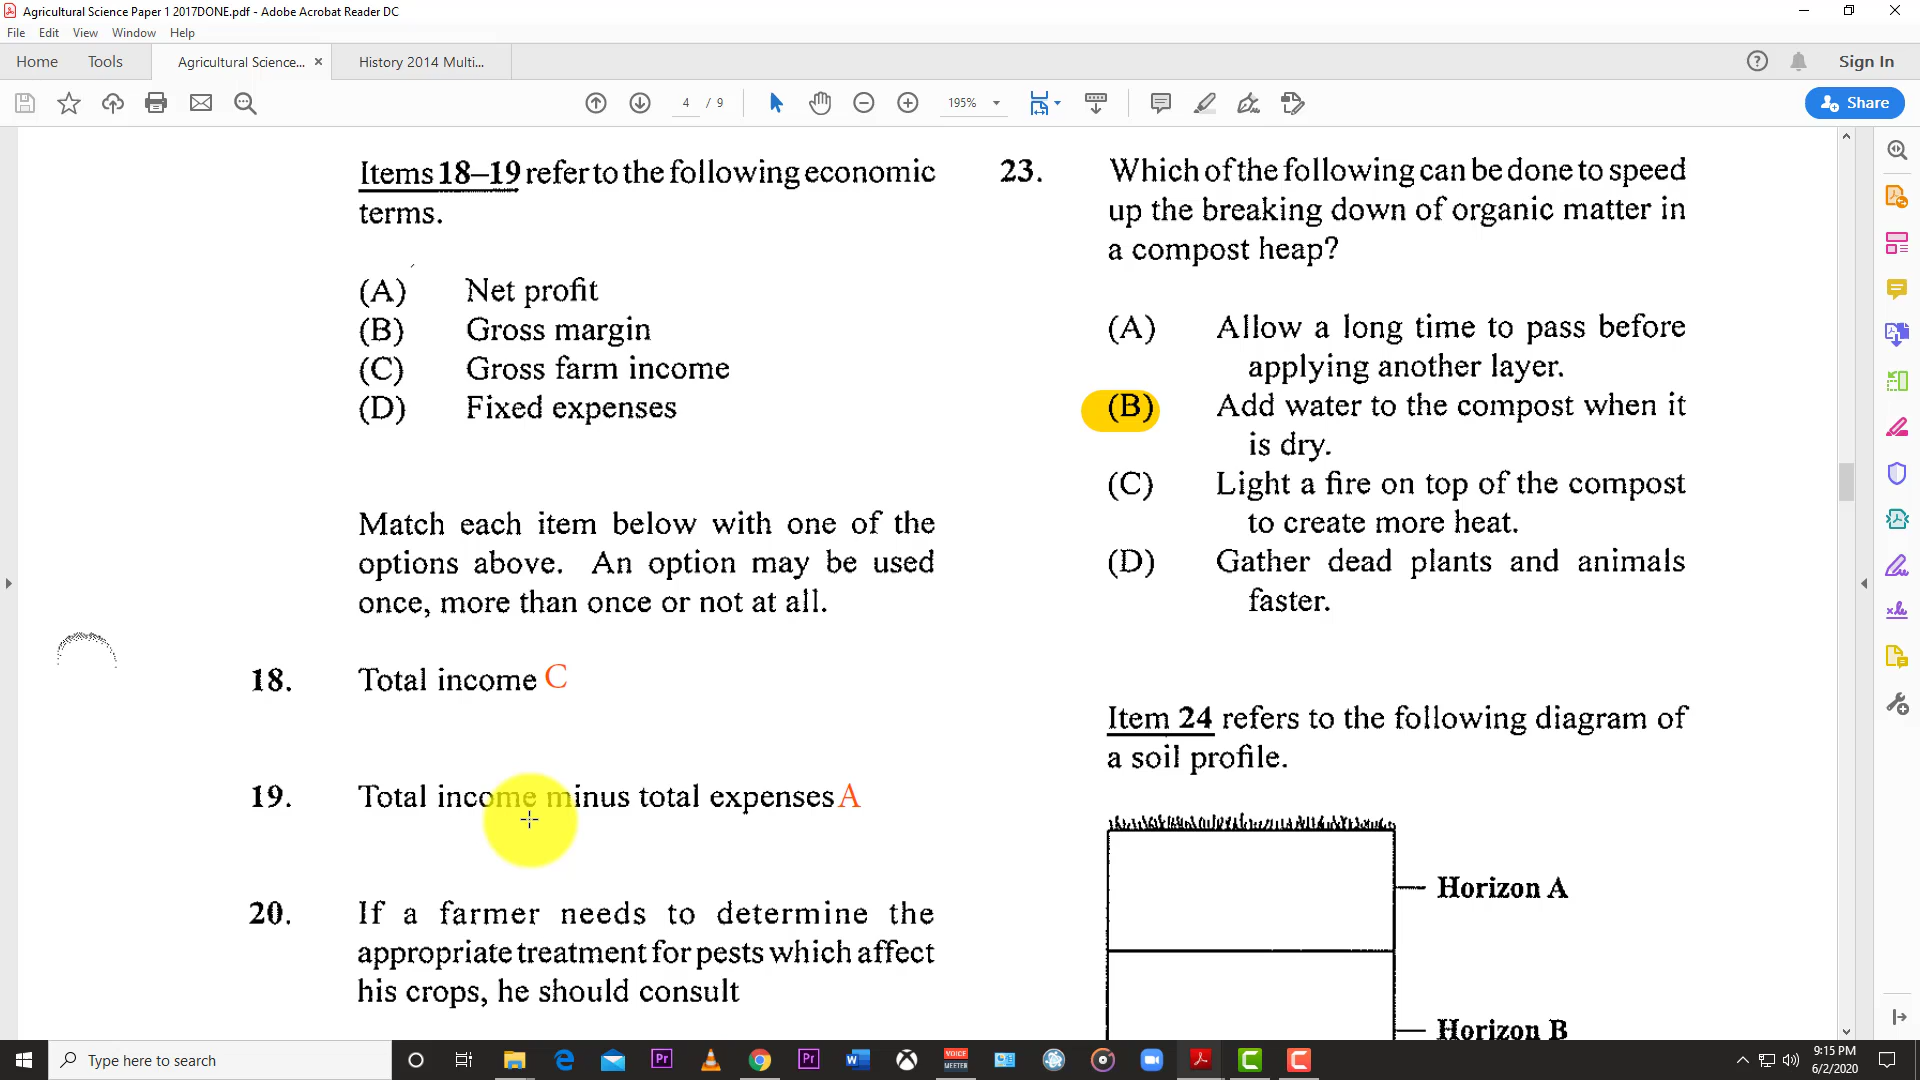 Agricultural Science Paper 1 2017DONE.pdf - Adobe Acrobat Reader DC
File Edit View Window Help
Home Tools Agricultural Science... × History 2014 Multi... Sign In
4 / 9 195% Share
Items 18–19 refer to the following economic
terms.
(A) Net profit
(B) Gross margin
(C) Gross farm income
(D) Fixed expenses
Match each item below with one of the
options above. An option may be used
once, more than once or not at all.
18. Total income C
19. Total income minus total expenses A
20. If a farmer needs to determine the
appropriate treatment for pests which affect
his crops, he should consult
23. Which of the following can be done to speed
up the breaking down of organic matter in
a compost heap?
(A) Allow a long time to pass before
applying another layer.
(B) Add water to the compost when it
is dry.
(C) Light a fire on top of the compost
to create more heat.
(D) Gather dead plants and animals
faster.
Item 24 refers to the following diagram of
a soil profile.
Horizon A
Horizon B
Type here to search
Pr
Pr
VOICE
MEETER
9:15 PM
6/2/2020